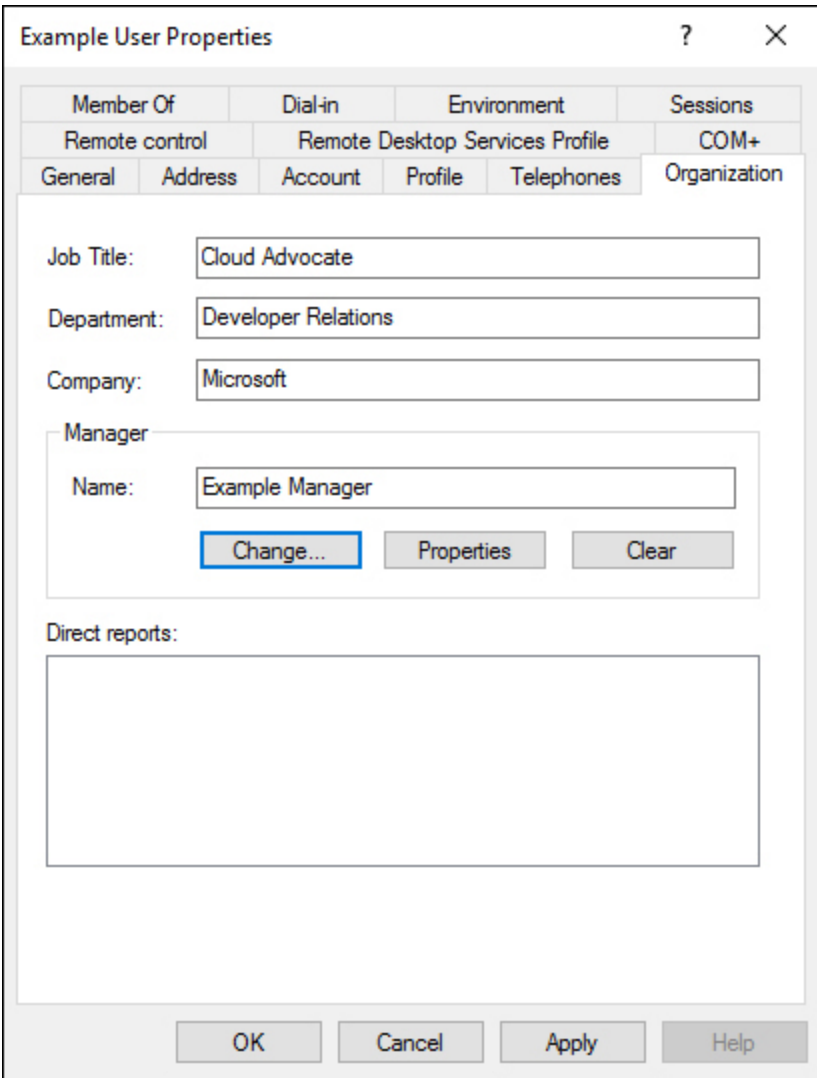 Example User Properties ?
Member Of Dial-in Environment Sessions
Remote control Remote Desktop Services Profile COM+
General Address Account Profile Telephones Organization
Job Title: Cloud Advocate
Department: Developer Relations
Company: Microsoft
Manager
Name: Example Manager
Change... Properties Clear
Direct reports:
OK Cancel Apply Help